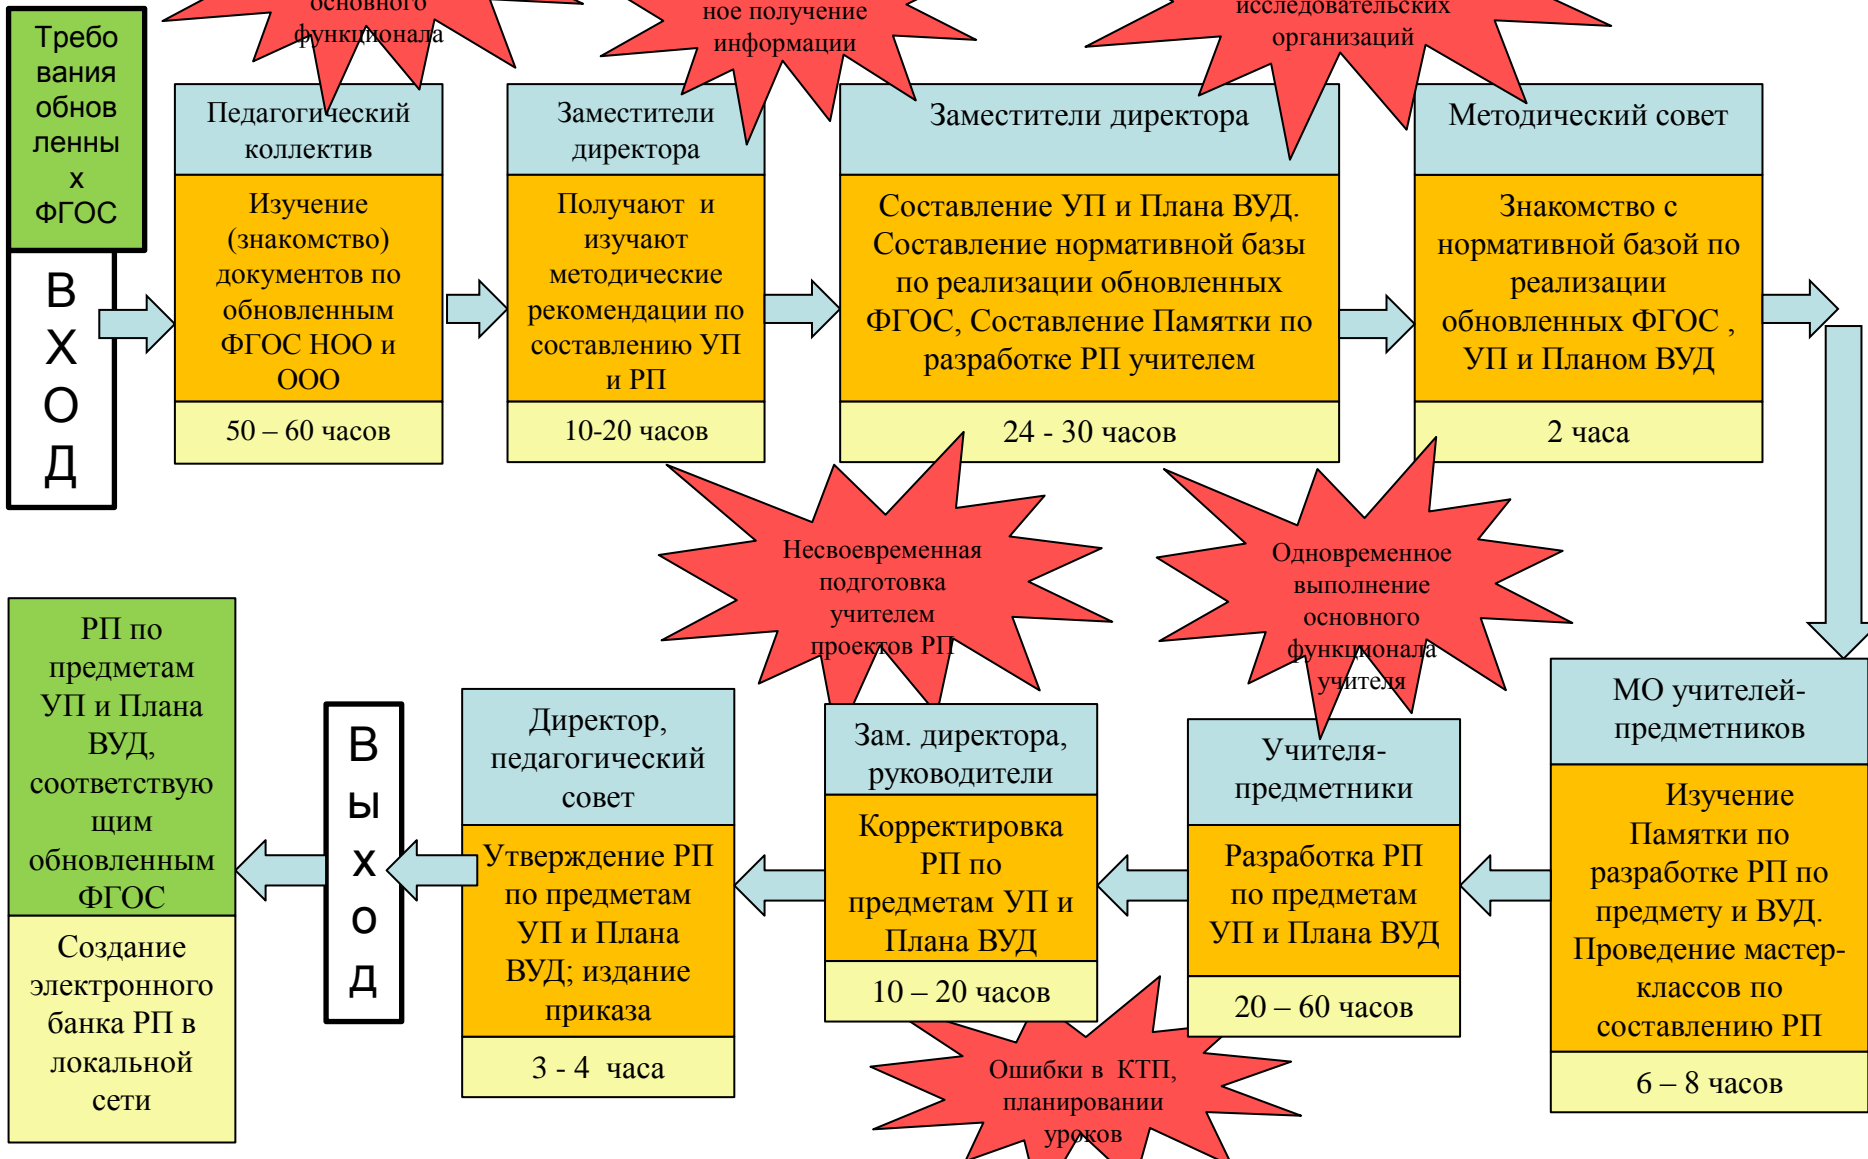 Требо
вания
обнов
ленны
х
ФГОС
В
Х
О
Д
основного
функционала
ное получение
информации
исследовательских
организаций
Педагогический
коллектив
Изучение
(знакомство)
документов по
обновленным
ФГОС НОО и
ООО
50 – 60 часов
Заместители
директора
Получают и
изучают
методические
рекомендации по
составлению УП
и РП
10-20 часов
Заместители директора
Составление УП и Плана ВУД.
Составление нормативной базы
по реализации обновленных
ФГОС, Составление Памятки по
разработке РП учителем
24 - 30 часов
Методический совет
Знакомство с
нормативной базой по
реализации
обновленных ФГОС ,
УП и Планом ВУД
2 часа
Несвоевременная
подготовка
учителем
проектов РП
Одновременное
выполнение
основного
функционала
учителя
МО учителей-
предметников
Изучение
Памятки по
разработке РП по
предмету и ВУД.
Проведение мастер-
классов по
составлению РП
6 – 8 часов
Учителя-
предметники
Разработка РП
по предметам
УП и Плана ВУД
20 – 60 часов
Зам. директора,
руководители
Корректировка
РП по
предметам УП и
Плана ВУД
10 – 20 часов
Ошибки в КТП,
планировании
уроков
Директор,
педагогический
совет
Утверждение РП
по предметам
УП и Плана
ВУД; издание
приказа
3 - 4 часа
В
ы
х
о
д
РП по
предметам
УП и Плана
ВУД,
соответствую
щим
обновленным
ФГОС
Создание
электронного
банка РП в
локальной
сети